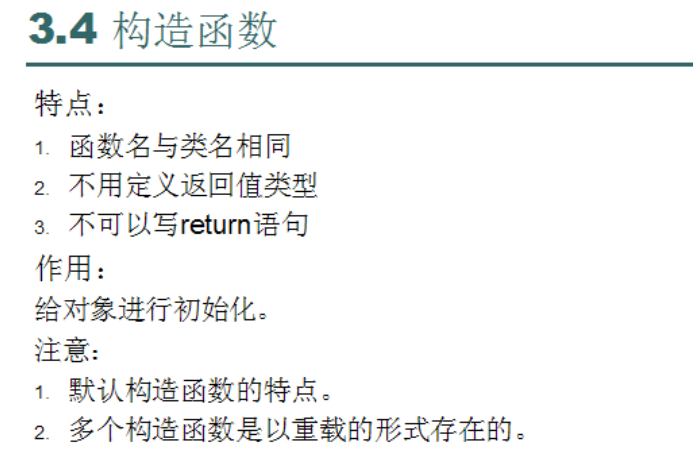 3.4 构造函数
特点：
1. 函数名与类名相同
2. 不用定义返回值类型
3. 不可以写return语句
作用：
给对象进行初始化。
注意：
1. 默认构造函数的特点。
2. 多个构造函数是以重载的形式存在的。